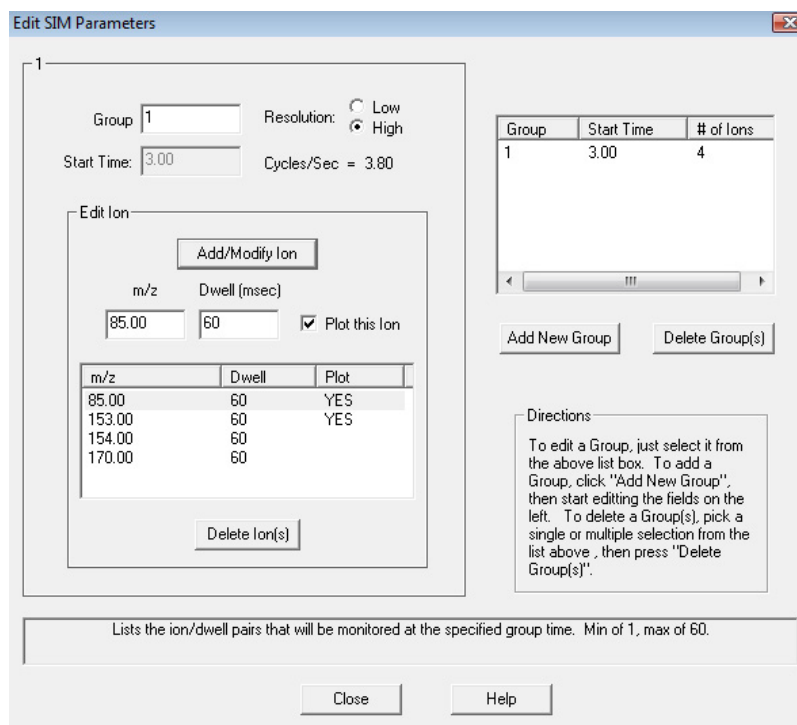 Edit SIM Parameters
1
Group 1
Resolution: Low
High
Start Time: 3.00
Cycles/Sec = 3.80
Edit Ion
Add/Modify Ion
m/z Dwell (msec)
85.00 60 Plot this Ion
m/z Dwell Plot
85.00 60 YES
153.00 60 YES
154.00 60
170.00 60
Delete Ion(s)
Group Start Time # of Ions
1 3.00 4
Add New Group Delete Group(s)
Directions
To edit a Group, just select it from
the above list box. To add a
Group, click "Add New Group",
then start editing the fields on the
left. To delete a Group(s), pick a
single or multiple selection from the
list above , then press "Delete
Group(s)".
Lists the ion/dwell pairs that will be monitored at the specified group time. Min of 1, max of 60.
Close Help